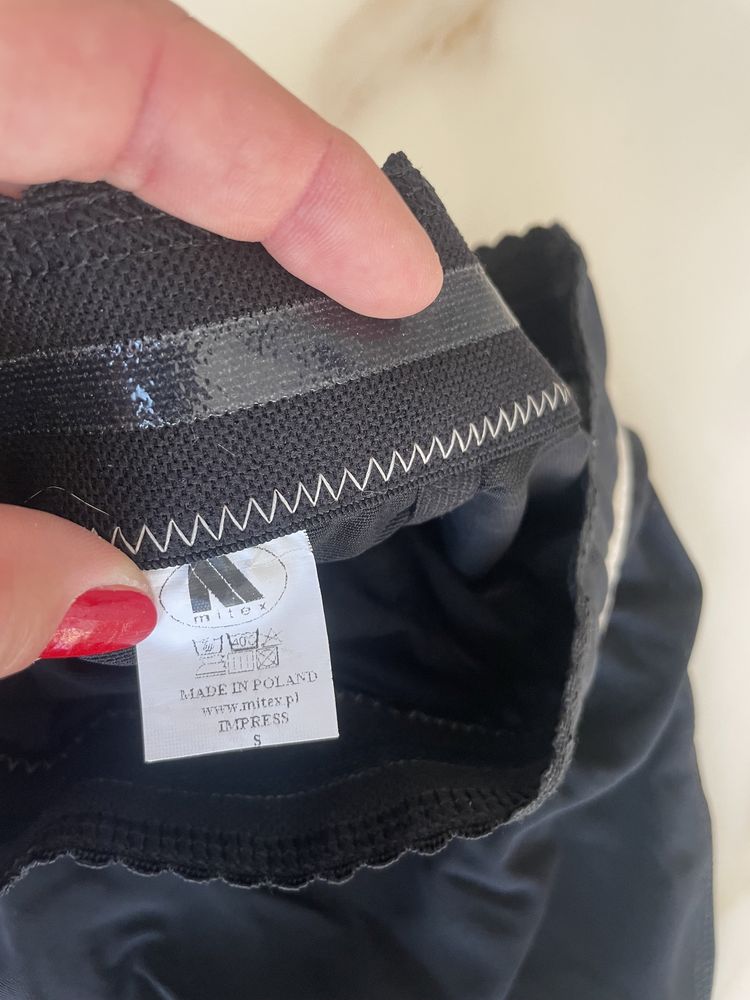 mitex
40°C
MADE IN POLAND
www.mitex.pl
IMPRESS
S